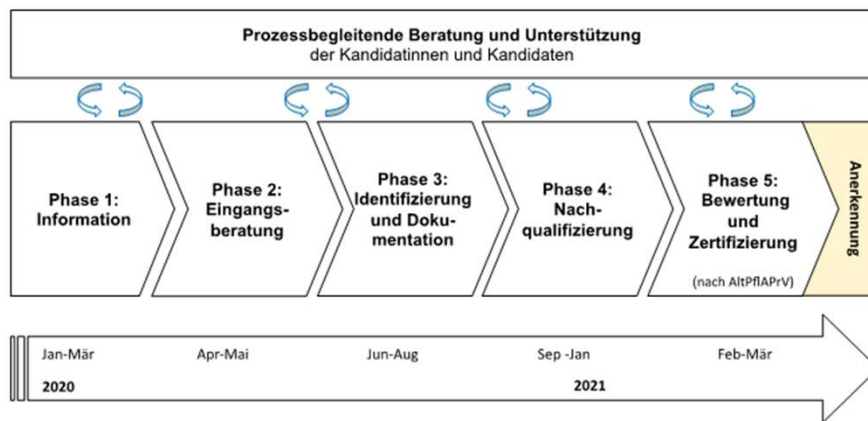 Prozessbegleitende Beratung und Unterstützung
der Kandidatinnen und Kandidaten
Phase 1:
Information
Phase 2:
Eingangs-
beratung
Phase 3:
Identifizierung
und Doku-
mentation
Phase 4:
Nach-
qualifizierung
Phase 5:
Bewertung
und
Zertifizierung
(nach AltPflAPrV)
Anerkennung
Jan-Mär
Apr-Mai
Jun-Aug
Sep -Jan
Feb-Mär
2020
2021